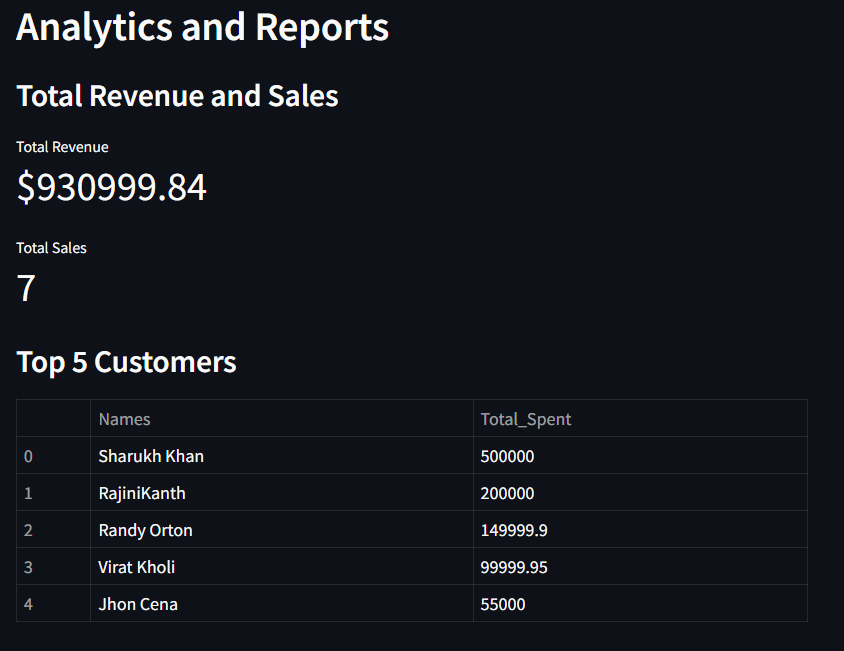 Analytics and Reports
Total Revenue and Sales
Total Revenue
$930999.84
Total Sales
7
Top 5 Customers
Names Total_Spent
0 Sharukh Khan 500000
1 RajiniKanth 200000
2 Randy Orton 149999.9
3 Virat Kholi 99999.95
4 Jhon Cena 55000